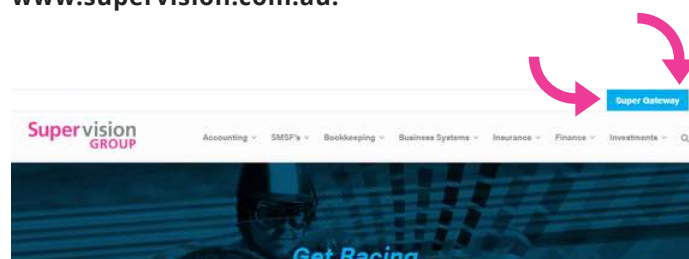 www.supervision.com.au.
Super Gateway
Supervision
GROUP
Accounting SMSF's Bookkeeping Business Systems Insurance Finance Investments
Get Racing